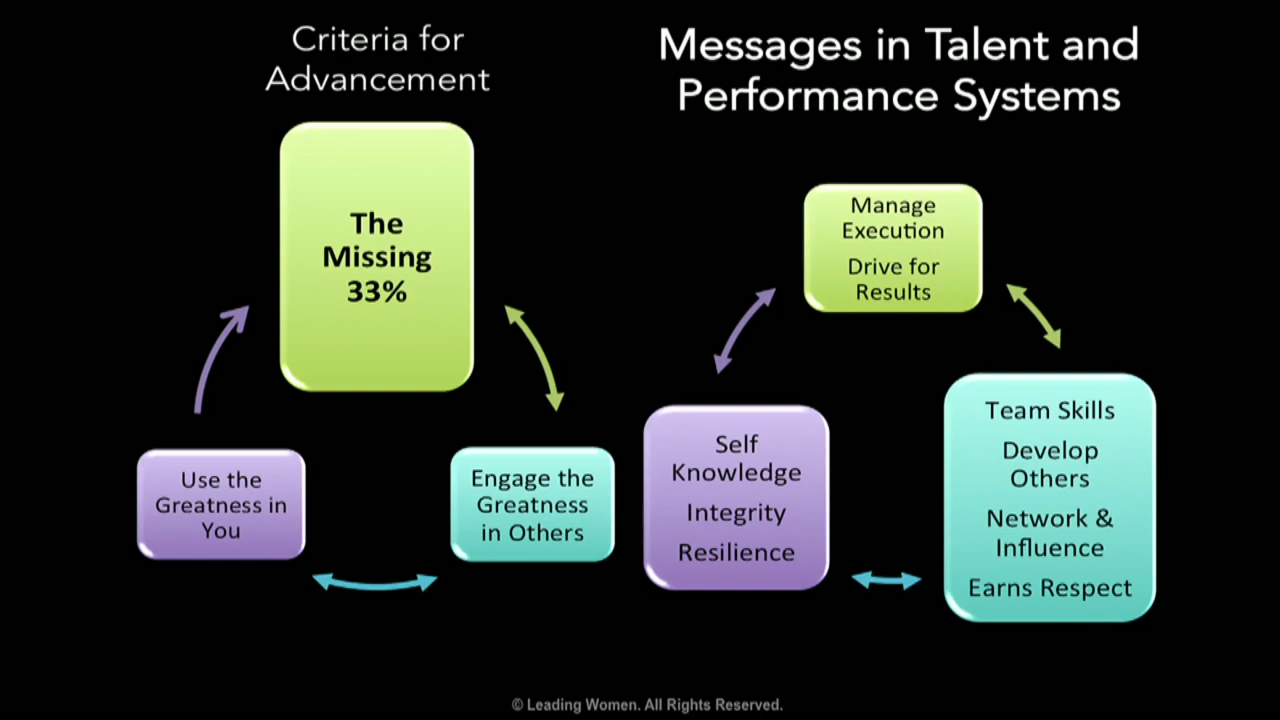 Criteria for
Advancement
The
Missing
33%
Use the
Greatness in
You
Engage the
Greatness
in Others
Messages in Talent and
Performance Systems
Manage
Execution
Drive for
Results
Self
Knowledge
Integrity
Resilience
Team Skills
Develop
Others
Network &
Influence
Earns Respect
© Leading Women. All Rights Reserved.